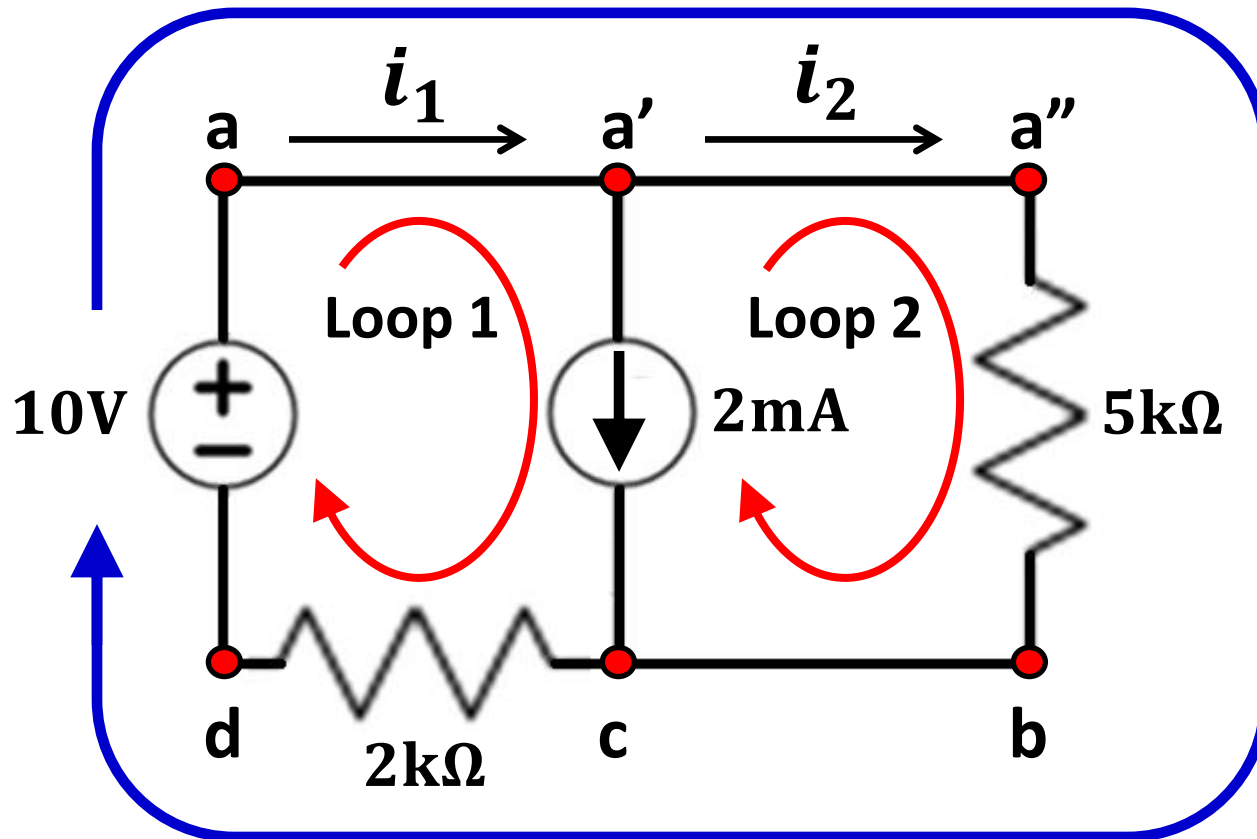 i₁ i₂
a a’ a”
Loop 1 Loop 2
10V 2mA 5kΩ
d c b
2kΩ